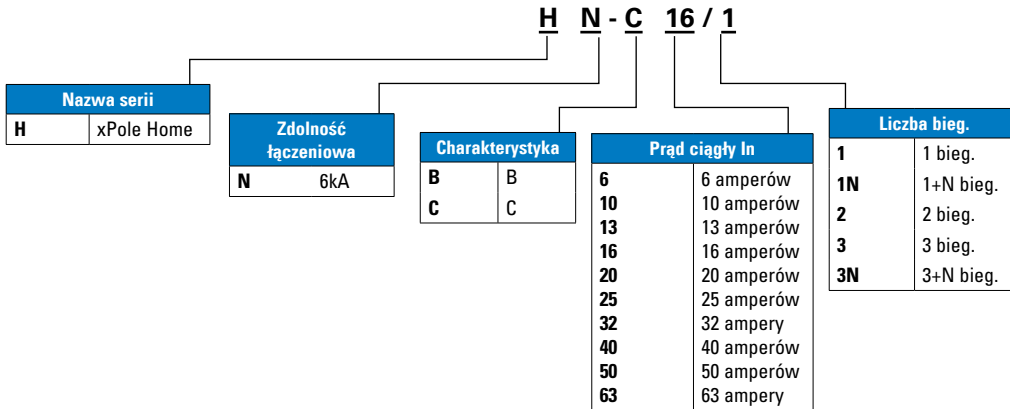 H N - C 16 / 1
Nazwa serii
H xPole Home
Zdolność
łączeniowa
N 6kA
Charakterystyka
B B
C C
Prąd ciągły In
6 6 amperów
10 10 amperów
13 13 amperów
16 16 amperów
20 20 amperów
25 25 amperów
32 32 ampery
40 40 amperów
50 50 amperów
63 63 ampery
Liczba bieg.
1 1 bieg.
1N 1+N bieg.
2 2 bieg.
3 3 bieg.
3N 3+N bieg.